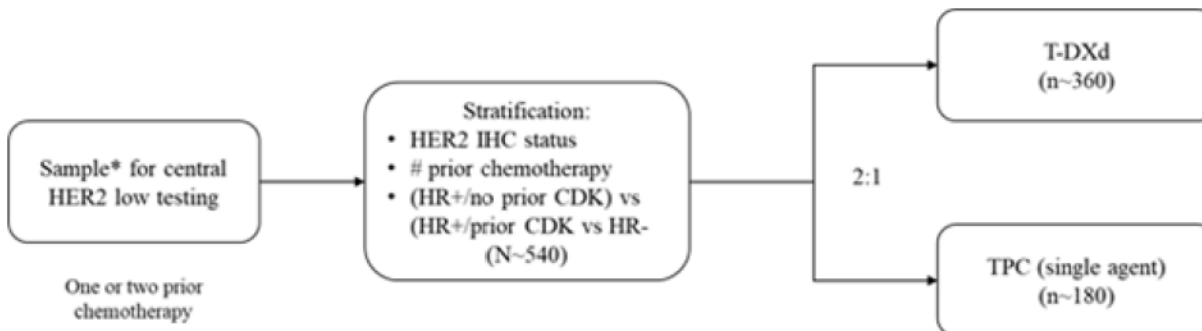 Sample* for central
HER2 low testing
One or two prior
chemotherapy
Stratification:
• HER2 IHC status
• # prior chemotherapy
• (HR+/no prior CDK) vs
(HR+/prior CDK vs HR-
(N~540)
2:1
T-DXd
(n~360)
TPC (single agent)
(n~180)